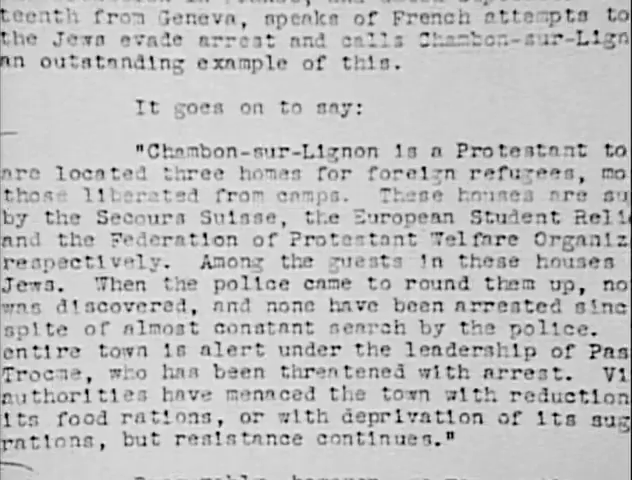 teenth from Geneva, speaks of French attempts to
the Jews evade arrest and calls Chambon-sur-Lign
an outstanding example of this.
It goes on to say:
"Chambon-sur-Lignon is a Protestant to
are located three homes for foreign refugees, mo
those liberated from camps. These houses are su
by the Secours Suisse, the European Student Reli
and the Federation of Protestant Welfare Organiz
respectively. Among the guests in these houses
Jews. When the police came to round them up, no
was discovered, and none have been arrested sinc
spite of almost constant search by the police.
entire town is alert under the leadership of Pas
Trocme, who has been threatened with arrest. Vi
authorities have menaced the town with reduction
its food rations, or with deprivation of its sug
rations, but resistance continues."